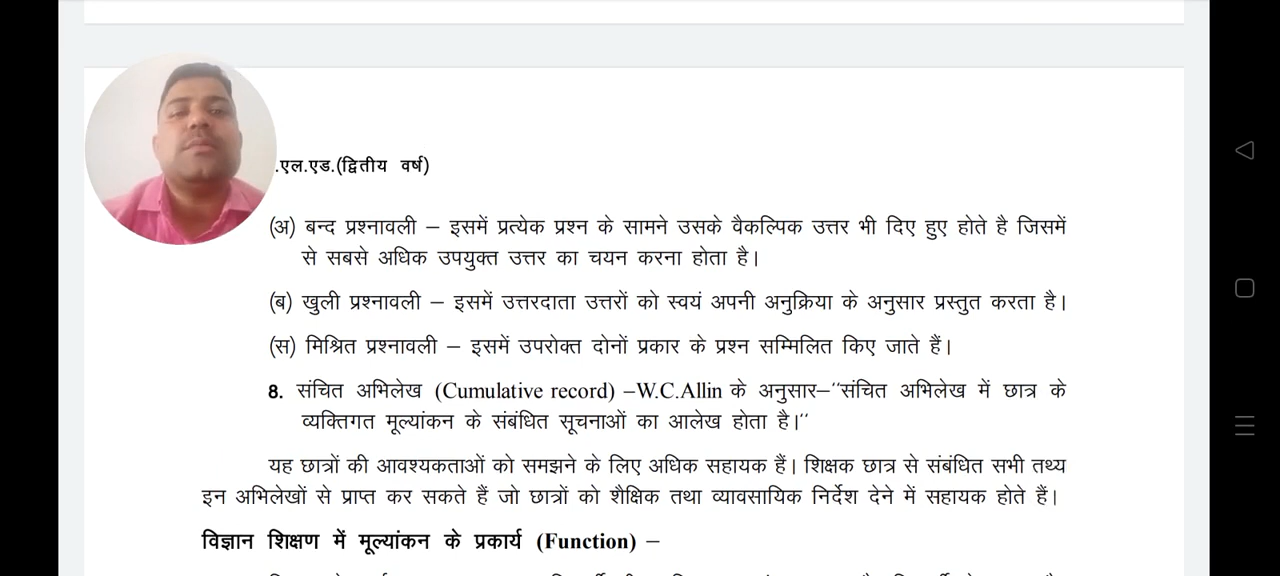 .एल.एड.(द्वितीय वर्ष)
(अ) बन्द प्रश्नावली – इसमें प्रत्येक प्रश्न के सामने उसके वैकल्पिक उत्तर भी दिए हुए होते है जिसमें
से सबसे अधिक उपयुक्त उत्तर का चयन करना होता है।
(ब) खुली प्रश्नावली – इसमें उत्तरदाता उत्तरों को स्वयं अपनी अनुक्रिया के अनुसार प्रस्तुत करता है।
(स) मिश्रित प्रश्नावली – इसमें उपरोक्त दोनों प्रकार के प्रश्न सम्मिलित किए जाते हैं।
8. संचित अभिलेख (Cumulative record) –W.C.Allin के अनुसार–"संचित अभिलेख में छात्र के
व्यक्तिगत मूल्यांकन के संबंधित सूचनाओं का आलेख होता है।"
यह छात्रों की आवश्यकताओं को समझने के लिए अधिक सहायक हैं। शिक्षक छात्र से संबंधित सभी तथ्य
इन अभिलेखों से प्राप्त कर सकते हैं जो छात्रों को शैक्षिक तथा व्यावसायिक निर्देश देने में सहायक होते हैं।
विज्ञान शिक्षण में मूल्यांकन के प्रकार्य (Function) –